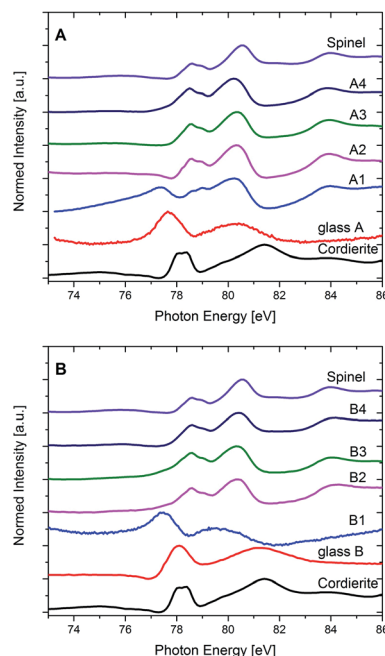 A
Spinel
A4
A3
A2
A1
glass A
Cordierite
Normed Intensity [a.u.]
74 76 78 80 82 84 86
Photon Energy [eV]
B
Spinel
B4
B3
B2
B1
glass B
Cordierite
Normed Intensity [a.u.]
74 76 78 80 82 84 86
Photon Energy [eV]